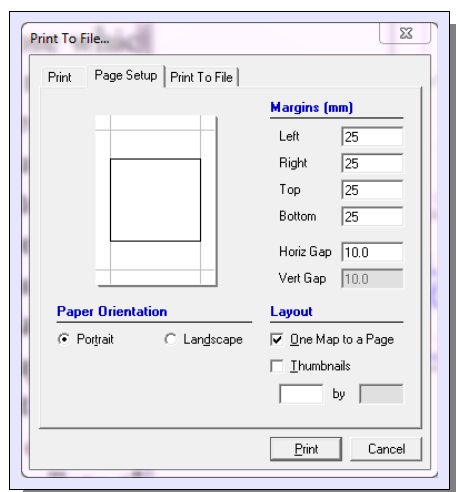 Print To File...
Print Page Setup Print To File
Margins (mm)
Left 25
Right 25
Top 25
Bottom 25
Horiz Gap 10.0
Vert Gap 10.0
Paper Orientation
Portrait Landscape
Layout
One Map to a Page
Thumbnails
by
Print Cancel